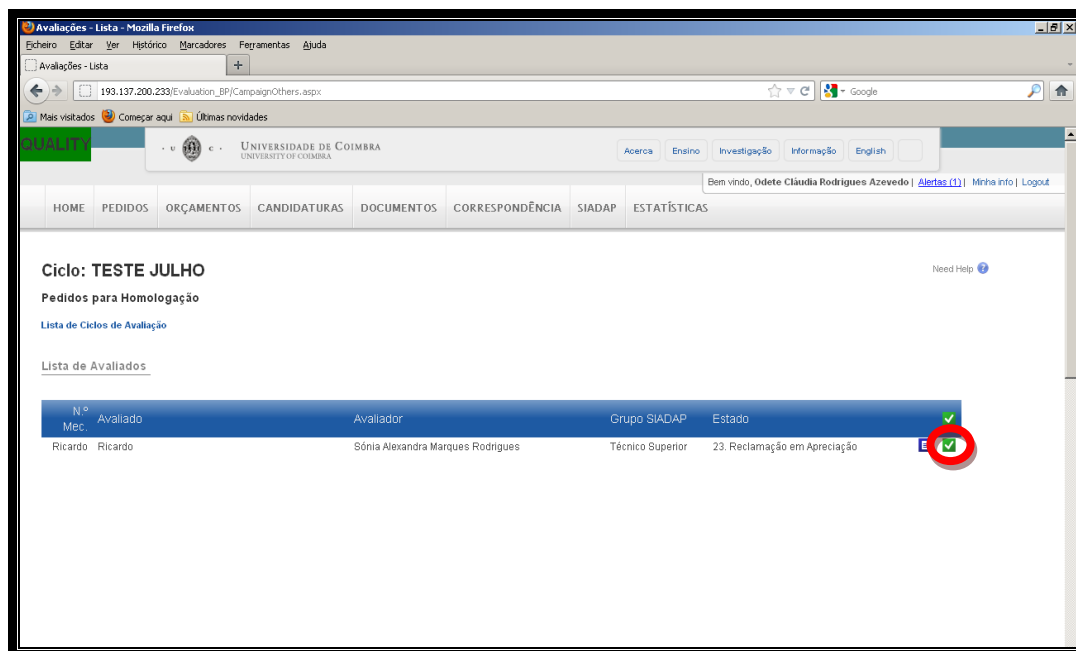 Avaliações - Lista - Mozilla Firefox
Ficheiro Editar Ver Histórico Marcadores Ferramentas Ajuda
Avaliações - Lista
193.137.200.233/Evaluation_BP/CampaignOthers.aspx Google
Mais visitados Começar aqui Últimas novidades
QUALITY
· U C · UNIVERSIDADE DE COIMBRA
UNIVERSITY OF COIMBRA
Acerca Ensino Investigação Informação English
Bem vindo, Odete Cláudia Rodrigues Azevedo | Alertas (1) | Minha info | Logout
HOME PEDIDOS ORÇAMENTOS CANDIDATURAS DOCUMENTOS CORRESPONDÊNCIA SIADAP ESTATÍSTICAS
Ciclo: TESTE JULHO
Need Help ?
Pedidos para Homologação
Lista de Ciclos de Avaliação
Lista de Avaliados
N.º Mec. Avaliado Avaliador Grupo SIADAP Estado
Ricardo Ricardo Sónia Alexandra Marques Rodrigues Técnico Superior 23. Reclamação em Apreciação